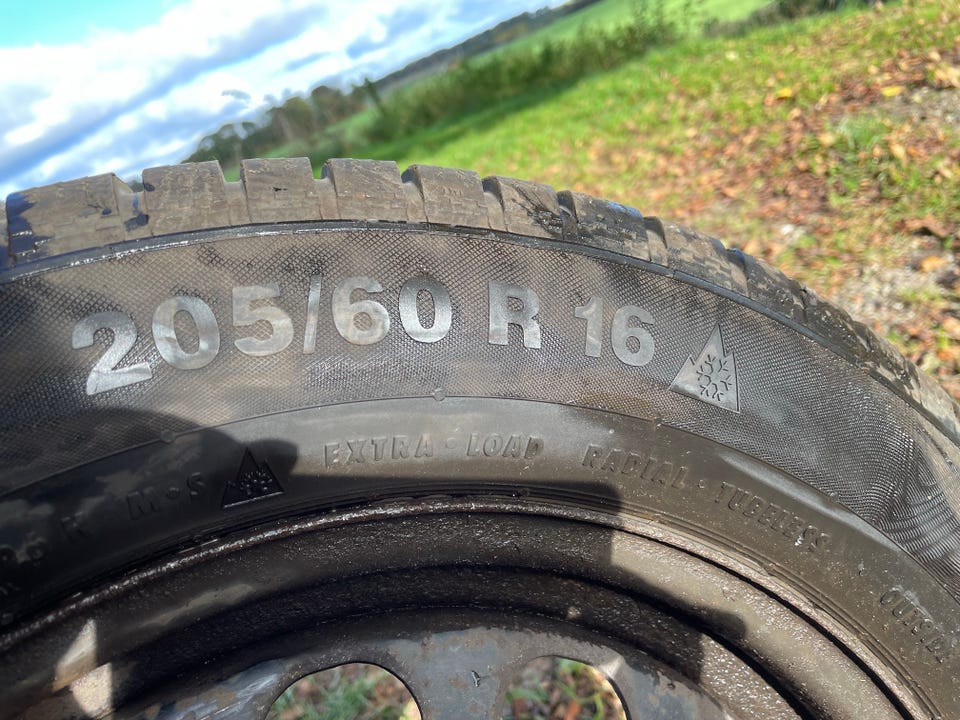 205/60 R 16
M·S EXTRA·LOAD RADIAL·TUBELESS